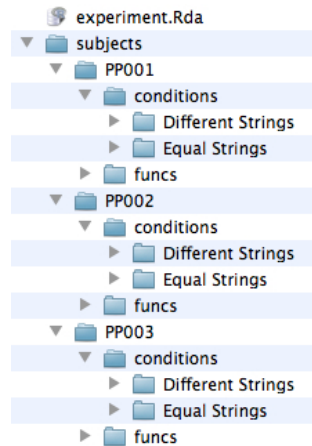 experiment.Rda
subjects
PP001
conditions
Different Strings
Equal Strings
funcs
PP002
conditions
Different Strings
Equal Strings
funcs
PP003
conditions
Different Strings
Equal Strings
funcs